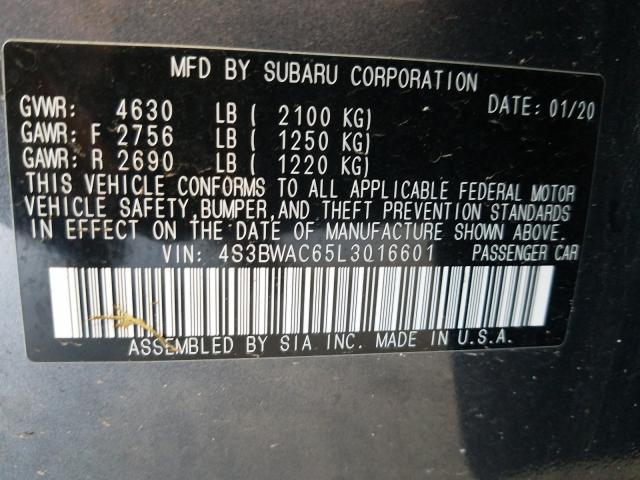 MFD BY SUBARU CORPORATION
GVWR: 4630 LB ( 2100 KG) DATE: 01/20
GAWR: F 2756 LB ( 1250 KG)
GAWR: R 2690 LB ( 1220 KG)
THIS VEHICLE CONFORMS TO ALL APPLICABLE FEDERAL MOTOR
VEHICLE SAFETY,BUMPER,AND THEFT PREVENTION STANDARDS
IN EFFECT ON THE DATE OF MANUFACTURE SHOWN ABOVE.
VIN: 4S3BWAC65L3016601 PASSENGER CAR
ASSEMBLED BY SIA INC. MADE IN U.S.A.